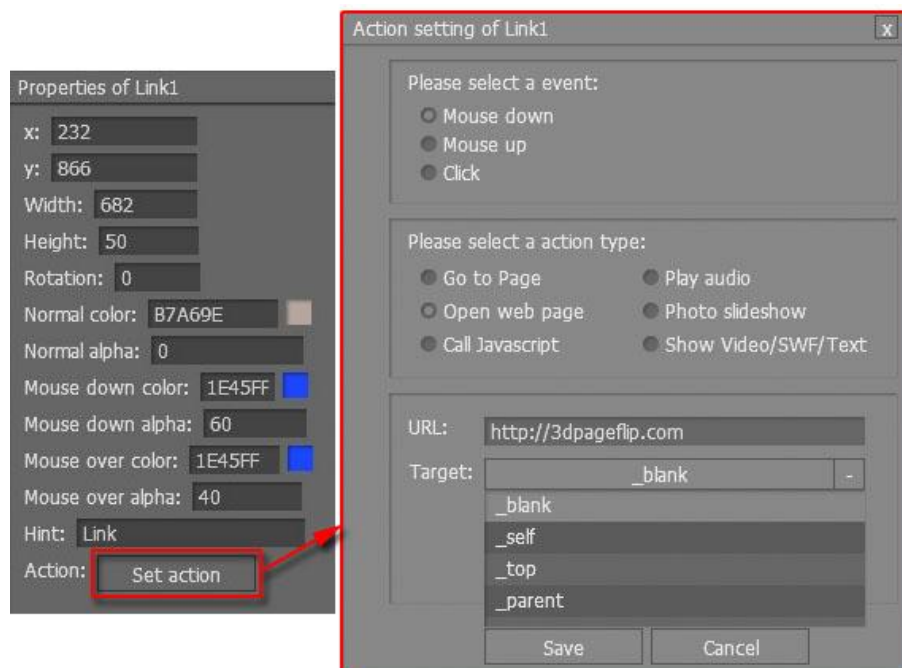 Properties of Link1
x: 232
y: 866
Width: 682
Height: 50
Rotation: 0
Normal color: B7A69E
Normal alpha: 0
Mouse down color: 1E45FF
Mouse down alpha: 60
Mouse over color: 1E45FF
Mouse over alpha: 40
Hint: Link
Action: Set action
Action setting of Link1 x
Please select a event:
Mouse down
Mouse up
Click
Please select a action type:
Go to Page Play audio
Open web page Photo slideshow
Call Javascript Show Video/SWF/Text
URL: http://3dpageflip.com
Target: _blank -
_blank
_self
_top
_parent
Save Cancel